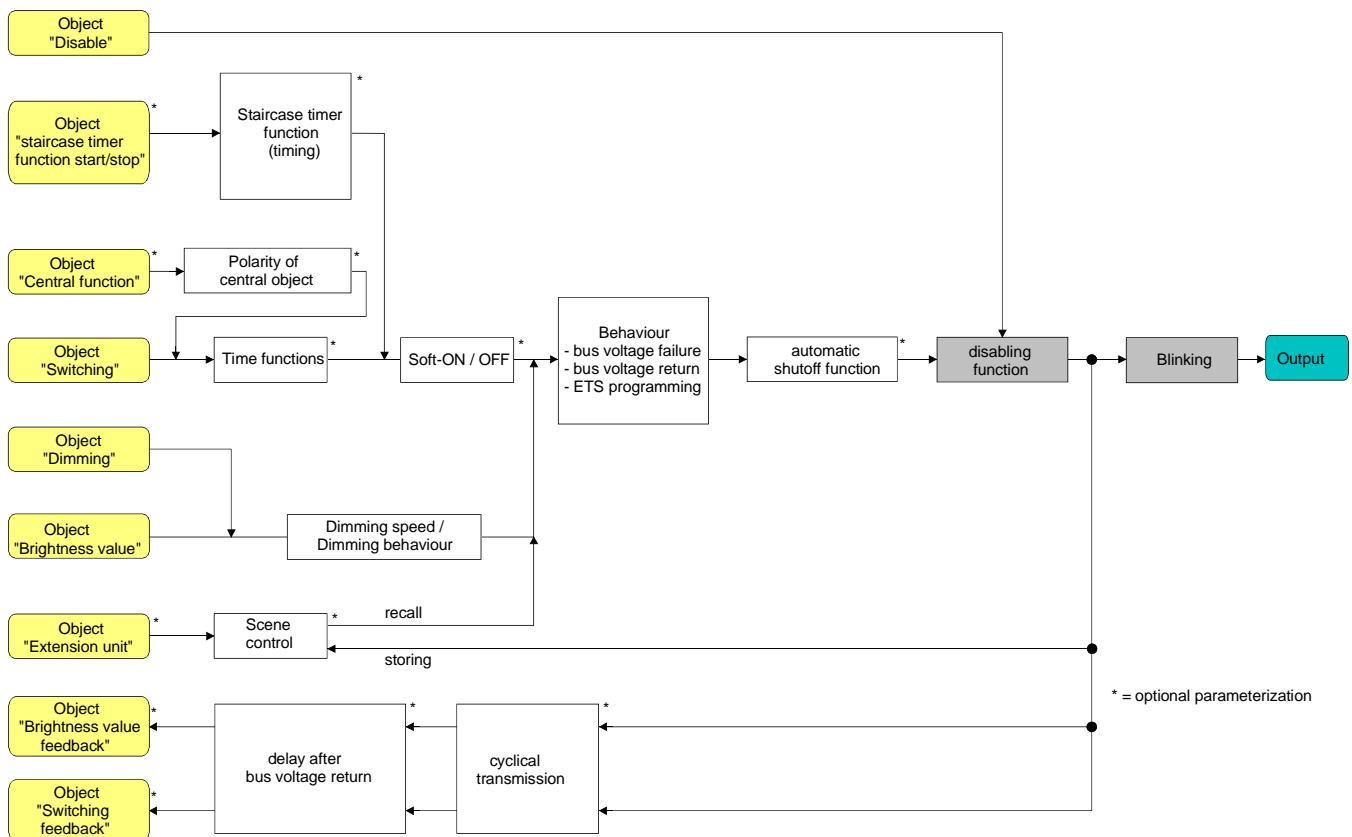 Object
"Disable"
*
*
Object
"staircase timer
function start/stop"
Staircase timer
function
(timing)
*
*
Object
"Central function"
Polarity of
central object
Object
"Switching"
Time functions
*
Soft-ON / OFF
*
Behaviour
- bus voltage failure
- bus voltage return
- ETS programming
automatic
shutoff function
*
disabling
function
Blinking
Output
Object
"Dimming"
Object
"Brightness value"
Dimming speed /
Dimming behaviour
Object
"Extension unit"
*
Scene
control
*
recall
storing
* = optional parameterization
Object
"Brightness value
feedback"
*
delay after
bus voltage return
*
cyclical
transmission
*
Object
"Switching
feedback"
*